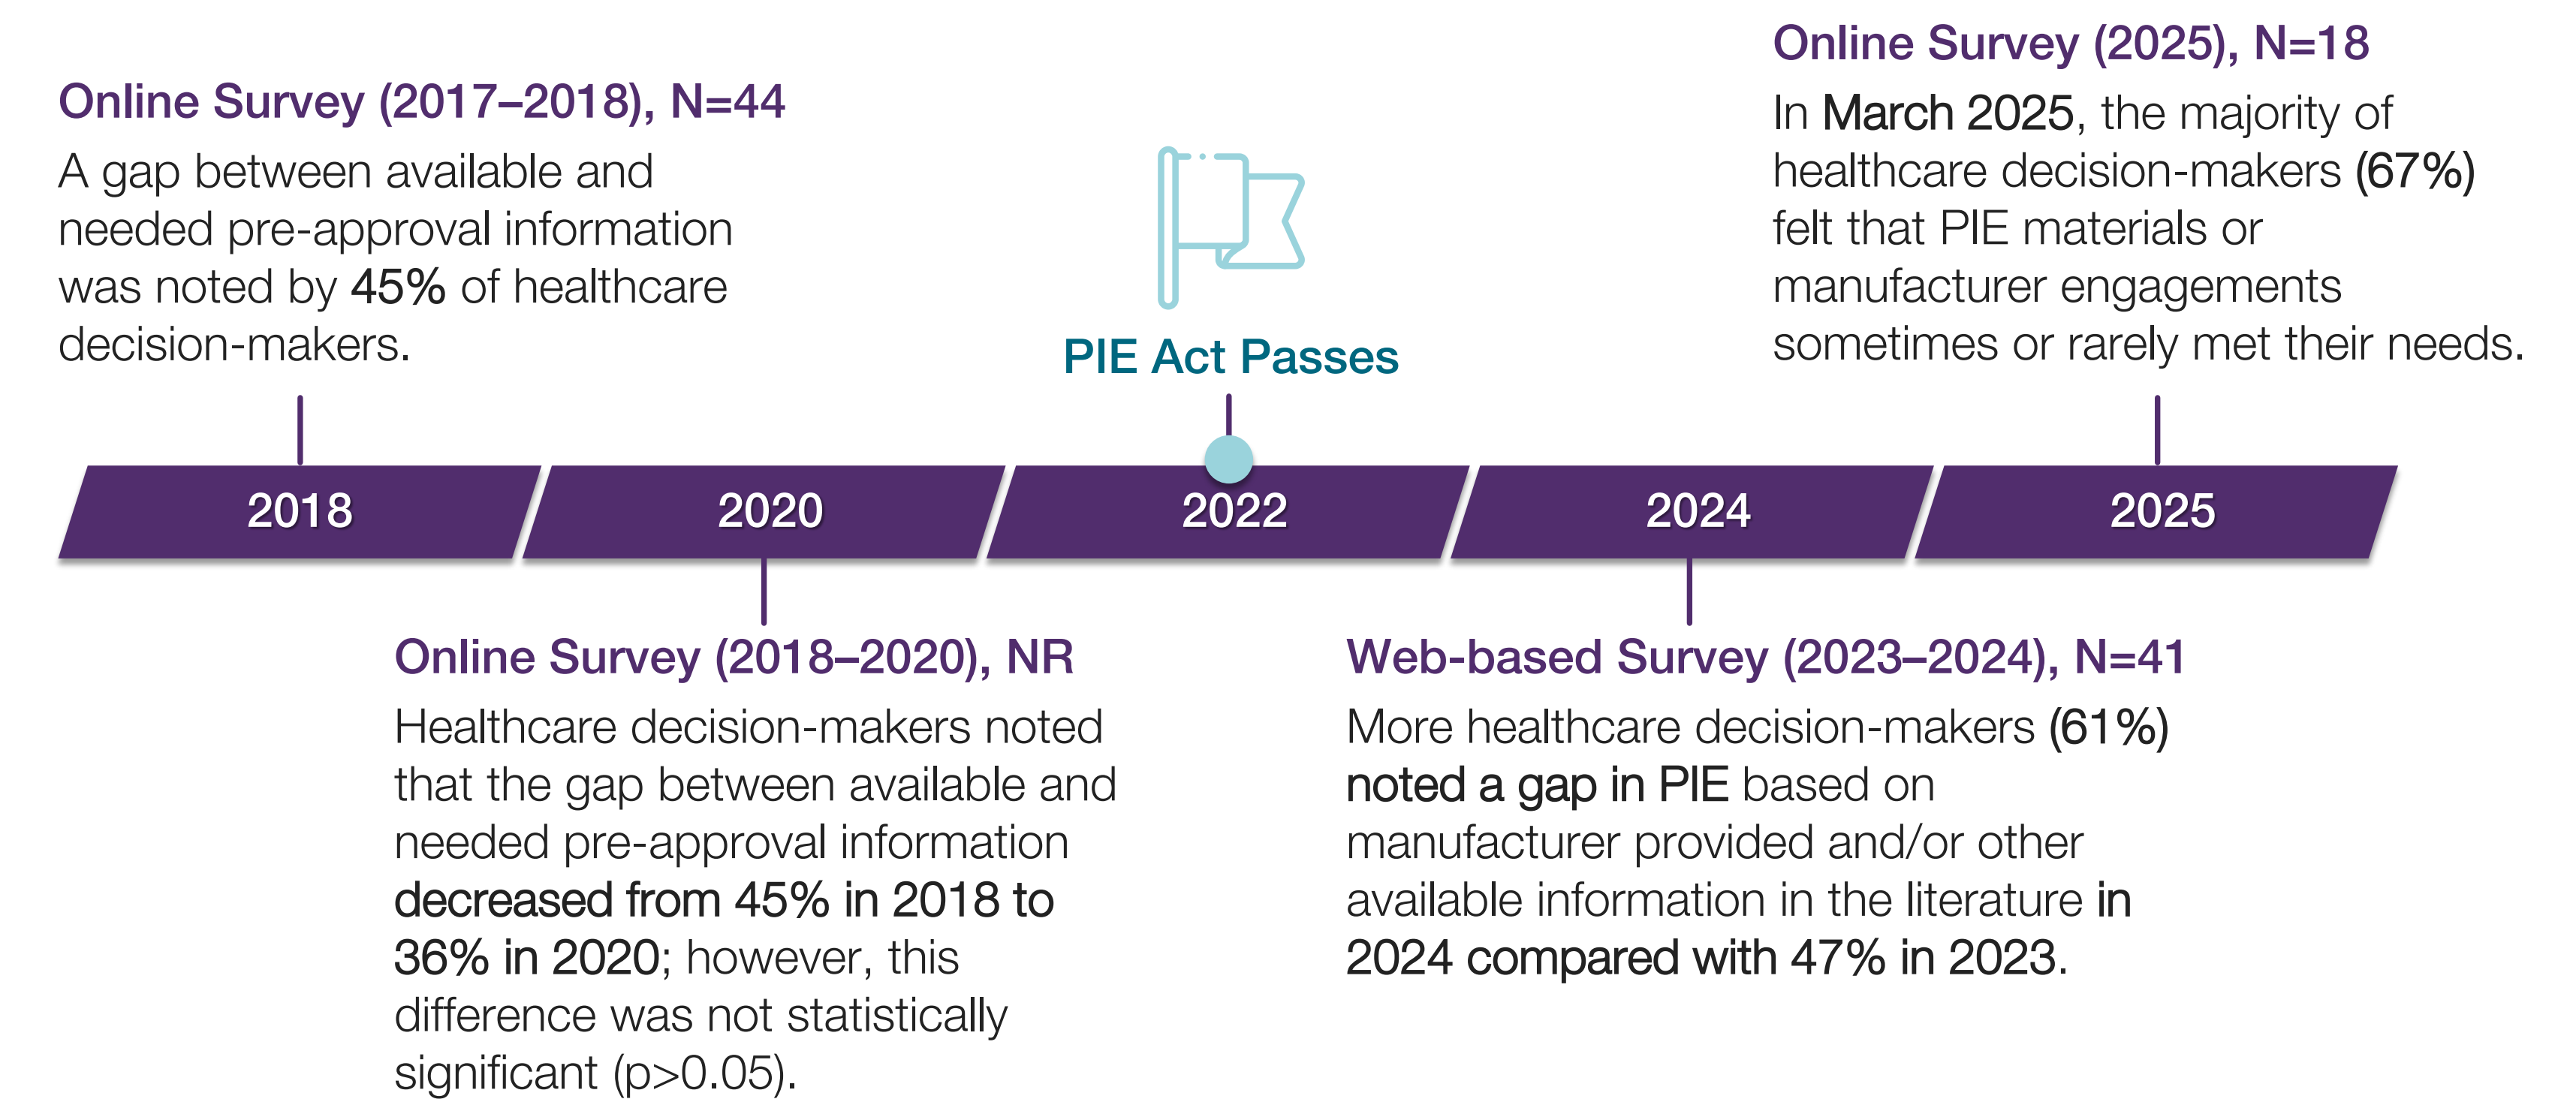 Online Survey (2017–2018), N=44
A gap between available and
needed pre-approval information
was noted by 45% of healthcare
decision-makers.
PIE Act Passes
Online Survey (2025), N=18
In March 2025, the majority of
healthcare decision-makers (67%)
felt that PIE materials or
manufacturer engagements
sometimes or rarely met their needs.
2018
2020
2022
2024
2025
Online Survey (2018–2020), NR
Healthcare decision-makers noted
that the gap between available and
needed pre-approval information
decreased from 45% in 2018 to
36% in 2020; however, this
difference was not statistically
significant (p>0.05).
Web-based Survey (2023–2024), N=41
More healthcare decision-makers (61%)
noted a gap in PIE based on
manufacturer provided and/or other
available information in the literature in
2024 compared with 47% in 2023.